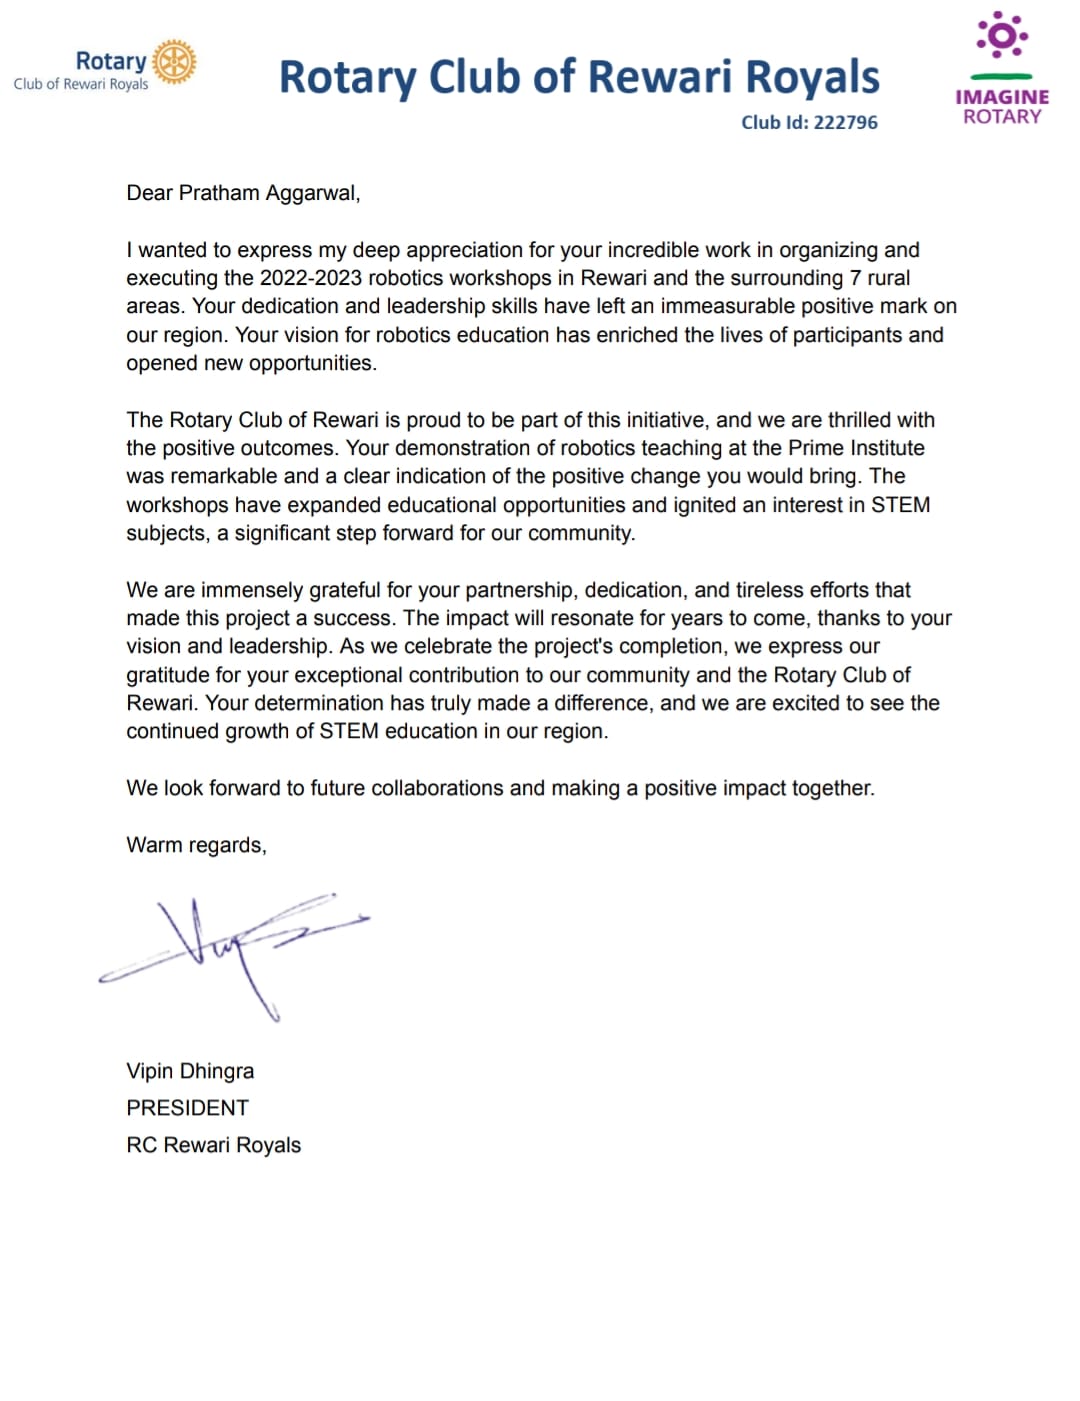 Rotary
Club of Rewari Royals
Rotary Club of Rewari Royals
Club Id: 222796
IMAGINE
ROTARY
Dear Pratham Aggarwal,
I wanted to express my deep appreciation for your incredible work in organizing and
executing the 2022-2023 robotics workshops in Rewari and the surrounding 7 rural
areas. Your dedication and leadership skills have left an immeasurable positive mark on
our region. Your vision for robotics education has enriched the lives of participants and
opened new opportunities.
The Rotary Club of Rewari is proud to be part of this initiative, and we are thrilled with
the positive outcomes. Your demonstration of robotics teaching at the Prime Institute
was remarkable and a clear indication of the positive change you would bring. The
workshops have expanded educational opportunities and ignited an interest in STEM
subjects, a significant step forward for our community.
We are immensely grateful for your partnership, dedication, and tireless efforts that
made this project a success. The impact will resonate for years to come, thanks to your
vision and leadership. As we celebrate the project's completion, we express our
gratitude for your exceptional contribution to our community and the Rotary Club of
Rewari. Your determination has truly made a difference, and we are excited to see the
continued growth of STEM education in our region.
We look forward to future collaborations and making a positive impact together.
Warm regards,
Vipin Dhingra
PRESIDENT
RC Rewari Royals